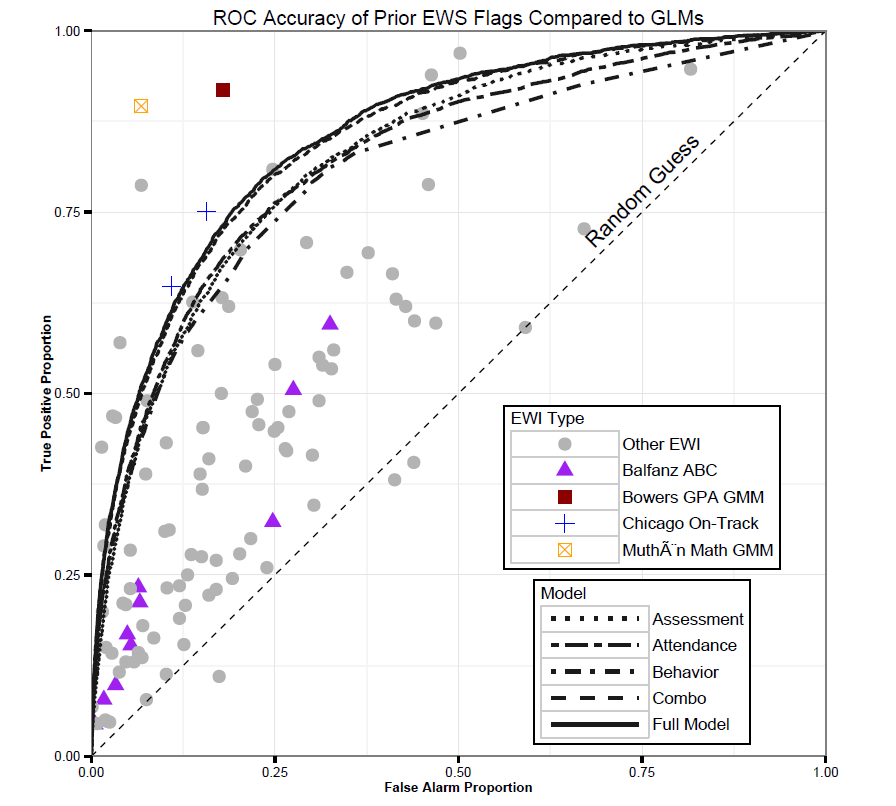 ROC Accuracy of Prior EWS Flags Compared to GLMs
1.00
0.75
0.50
0.25
0.00
True Positive Proportion
Random Guess
EWI Type
Other EWI
Balfanz ABC
Bowers GPA GMM
Chicago On-Track
MuthÃ¨n Math GMM
Model
Assessment
Attendance
Behavior
Combo
Full Model
0.00 0.25 0.50 0.75 1.00
False Alarm Proportion